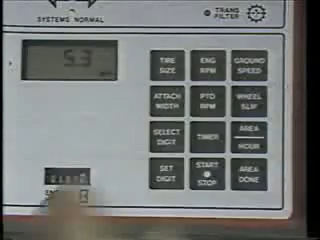 SYSTEMS NORMAL
TRANS
FILTER
5.3
TIRE
SIZE
ENG
RPM
GROUND
SPEED
ATTACH
WIDTH
PTO
RPM
WHEEL
SLIP
SELECT
DIGIT
TIMER
AREA
HOUR
SET
DIGIT
START
STOP
AREA
DONE